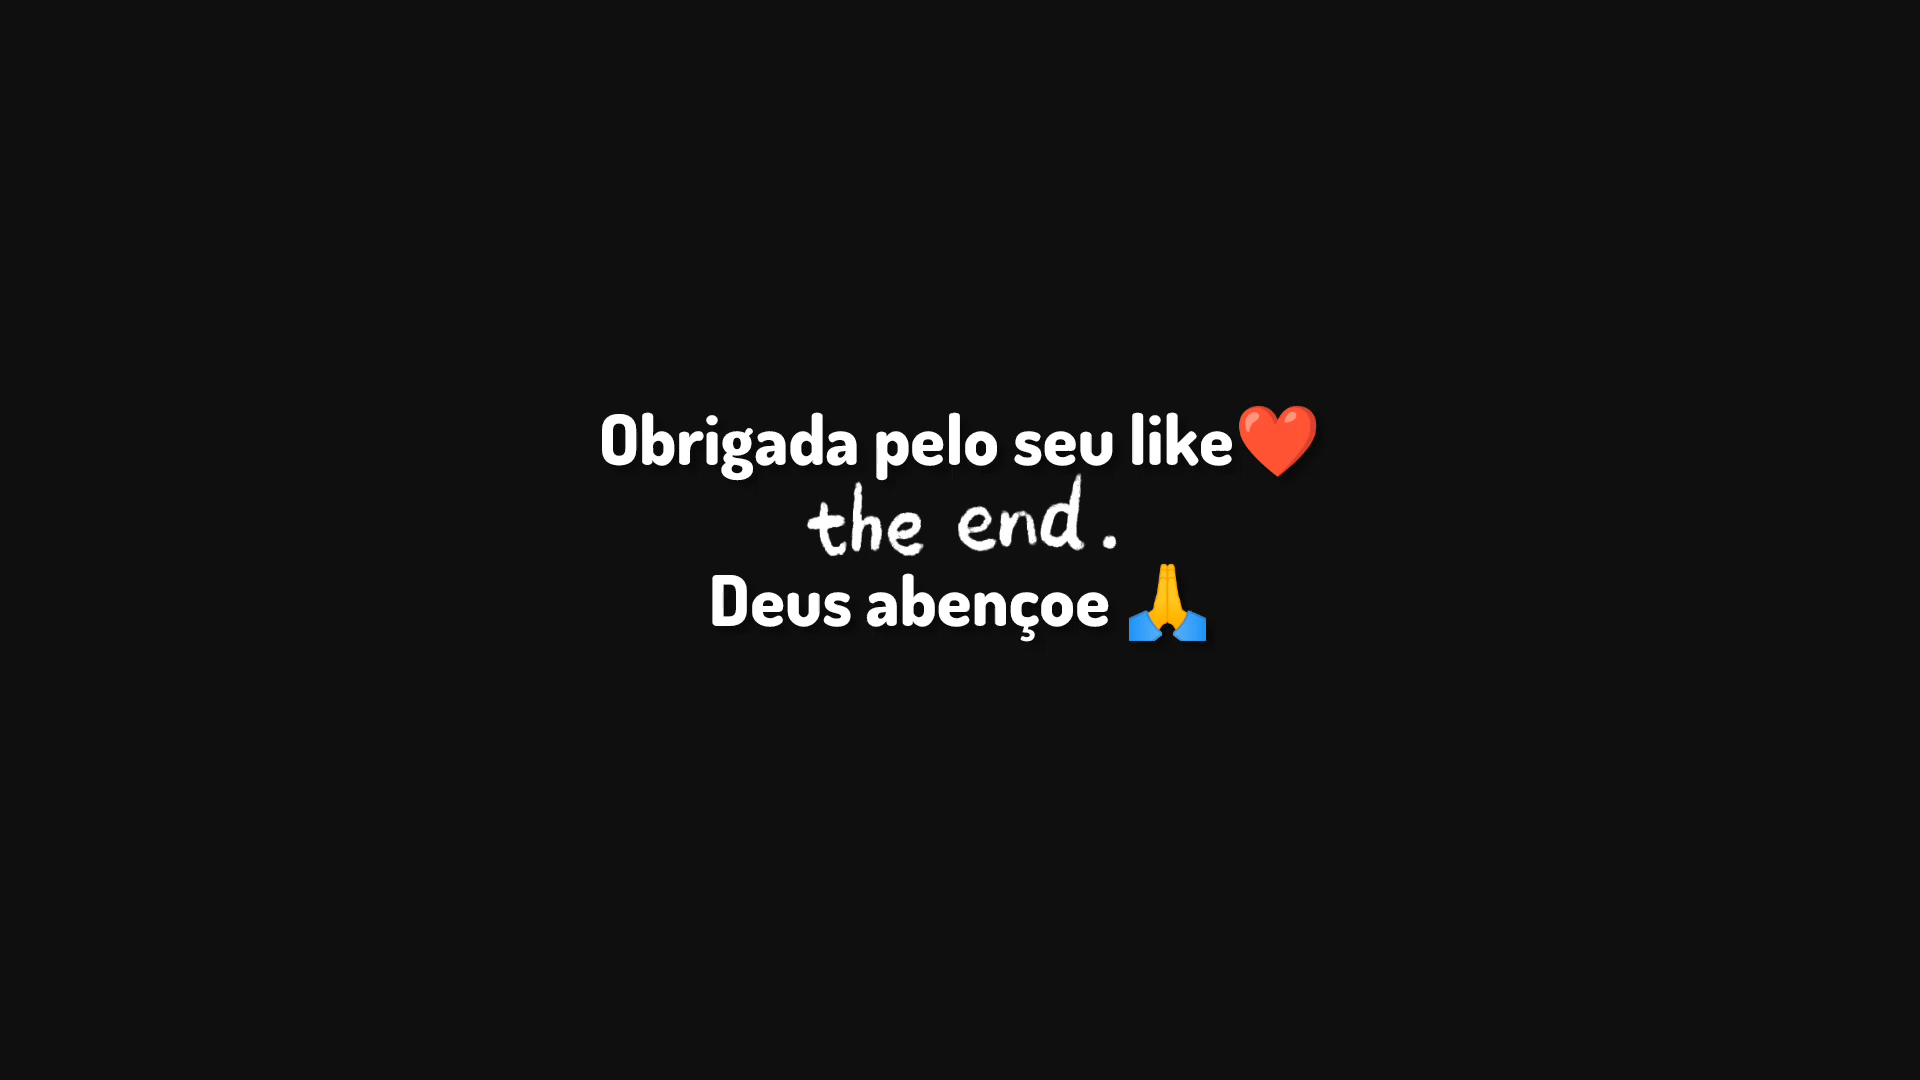 Obrigada pelo seu like❤️
the end.
Deus abençoe 🙏